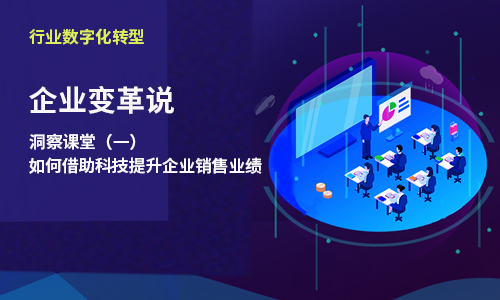 行业数字化转型
企业变革说
洞察课堂（一）
如何借助科技提升企业销售业绩